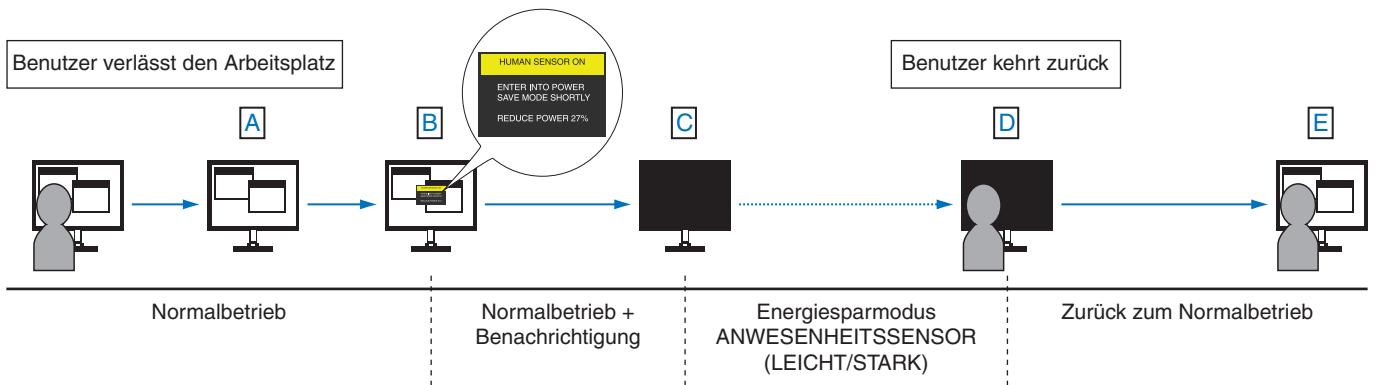 Benutzer verlässt den Arbeitsplatz
HUMAN SENSOR ON
ENTER INTO POWER
SAVE MODE SHORTLY
REDUCE POWER 27%
Benutzer kehrt zurück
A
B
C
D
E
Normalbetrieb
Normalbetrieb +
Benachrichtigung
Energiesparmodus
ANWESENHEITSSENSOR
(LEICHT/STARK)
Zurück zum Normalbetrieb